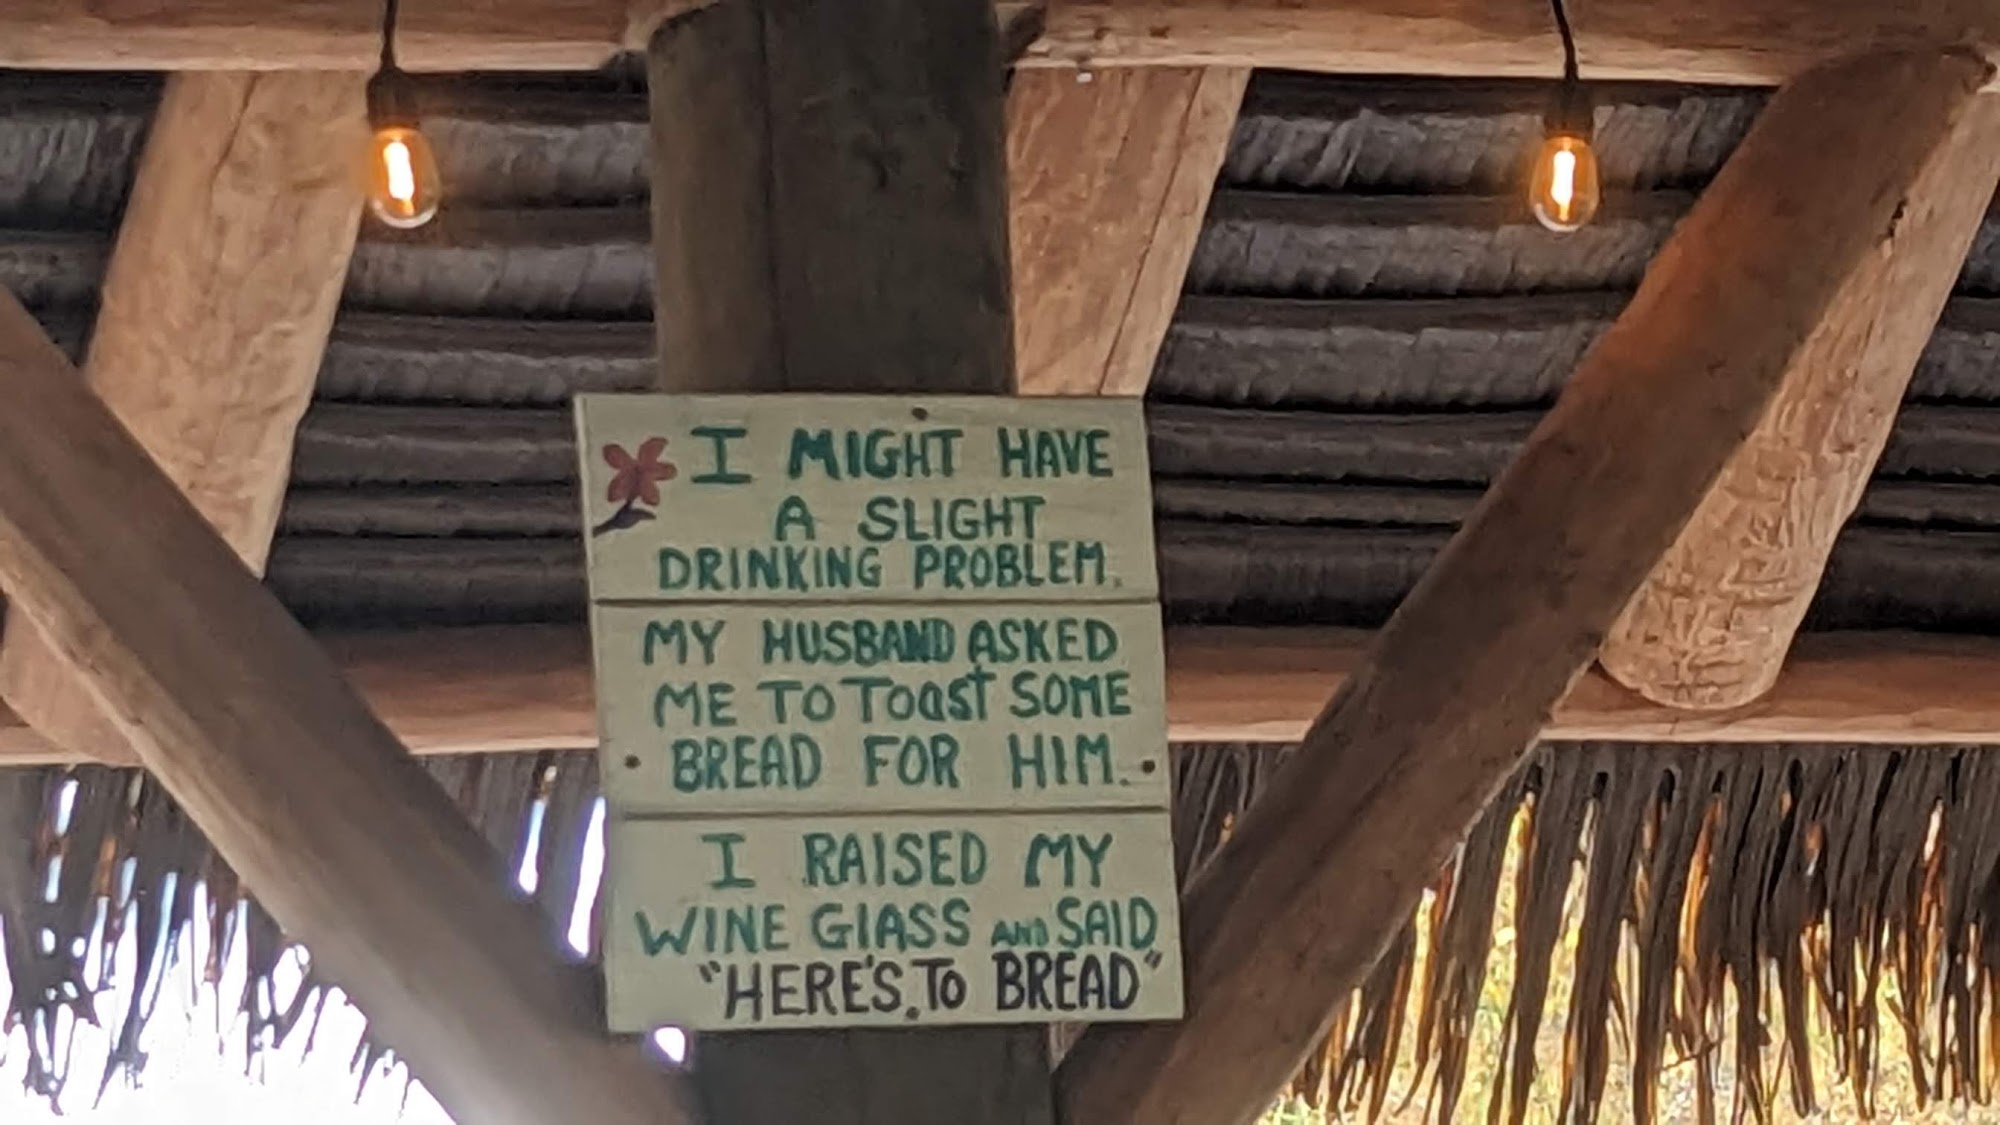 I MIGHT HAVE
A SLIGHT
DRINKING PROBLEM.
MY HUSBAND ASKED
ME TO TOast SOME
BREAD FOR HIM.
I RAISED MY
WINE GlASS AND SAID
"HERE'S TO BREAD"